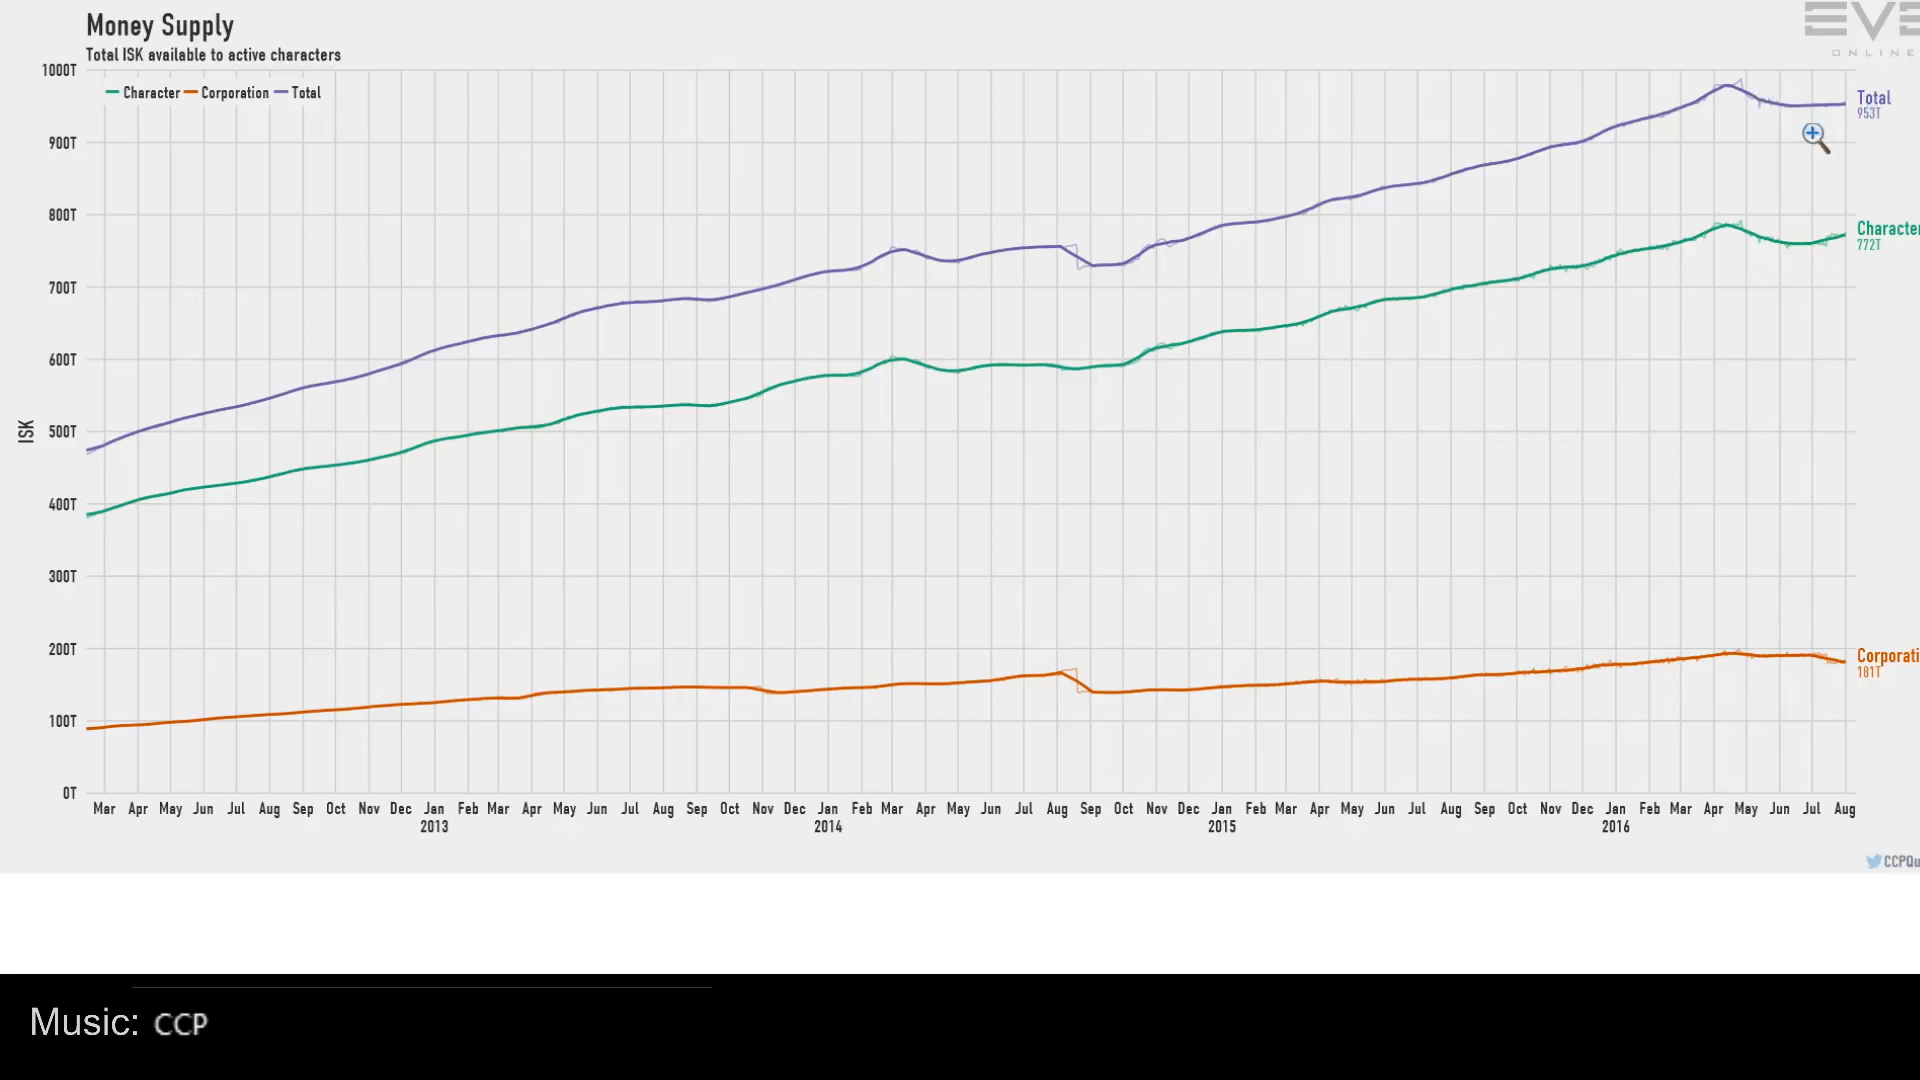 Money Supply
Total ISK available to active characters
EVE
ONLINE
1000T
Character Corporation Total
Total
953T
900T
800T
Character
772T
700T
600T
500T
ISK
400T
300T
200T
Corporati
181T
100T
0T
Mar Apr May Jun Jul Aug Sep Oct Nov Dec Jan Feb Mar Apr May Jun Jul Aug Sep Oct Nov Dec Jan Feb Mar Apr May Jun Jul Aug Sep Oct Nov Dec Jan Feb Mar Apr May Jun Jul Aug Sep Oct Nov Dec Jan Feb Mar Apr May Jun Jul Aug
2013 2014 2015 2016
CCPQu
Music: CCP